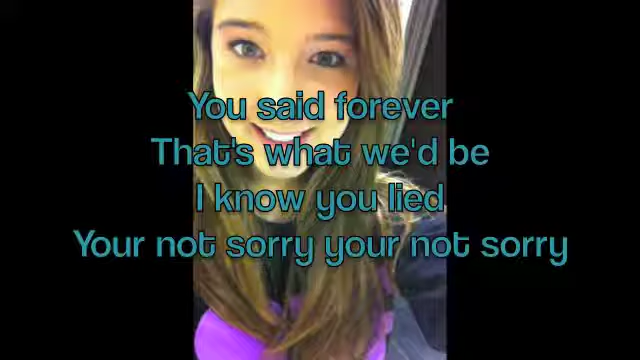 You said forever
That's what we'd be
I know you lied
Your not sorry your not sorry